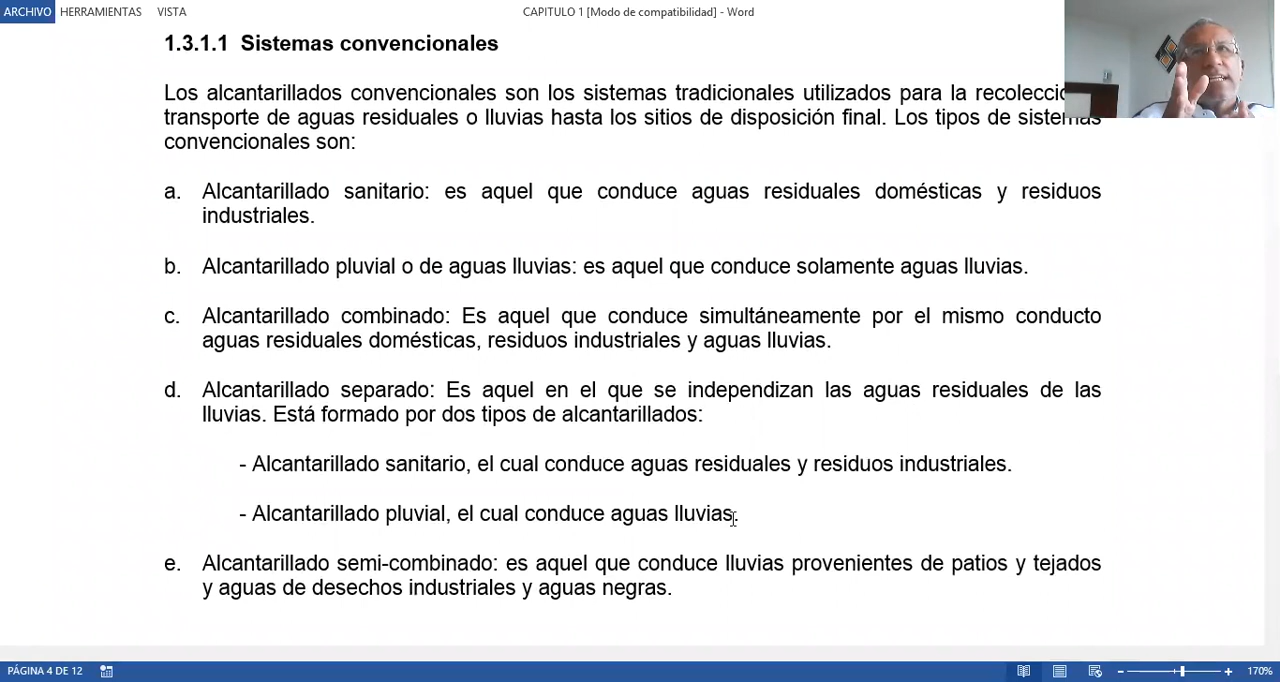 ARCHIVO HERRAMIENTAS VISTA CAPITULO 1 [Modo de compatibilidad] - Word
1.3.1.1 Sistemas convencionales
Los alcantarillados convencionales son los sistemas tradicionales utilizados para la
transporte de aguas residuales o lluvias hasta los sitios de disposición final. Los tipos de sistemas
convencionales son:
a. Alcantarillado sanitario: es aquel que conduce aguas residuales domésticas y residuos
industriales.
b. Alcantarillado pluvial o de aguas lluvias: es aquel que conduce solamente aguas lluvias.
c. Alcantarillado combinado: Es aquel que conduce simultáneamente por el mismo conducto
aguas residuales domésticas, residuos industriales y aguas lluvias.
d. Alcantarillado separado: Es aquel en el que se independizan las aguas residuales de las
lluvias. Está formado por dos tipos de alcantarillados:
- Alcantarillado sanitario, el cual conduce aguas residuales y residuos industriales.
- Alcantarillado pluvial, el cual conduce aguas lluvias.
e. Alcantarillado semi-combinado: es aquel que conduce lluvias provenientes de patios y tejados
y aguas de desechos industriales y aguas negras.
PÁGINA 4 DE 12 170%